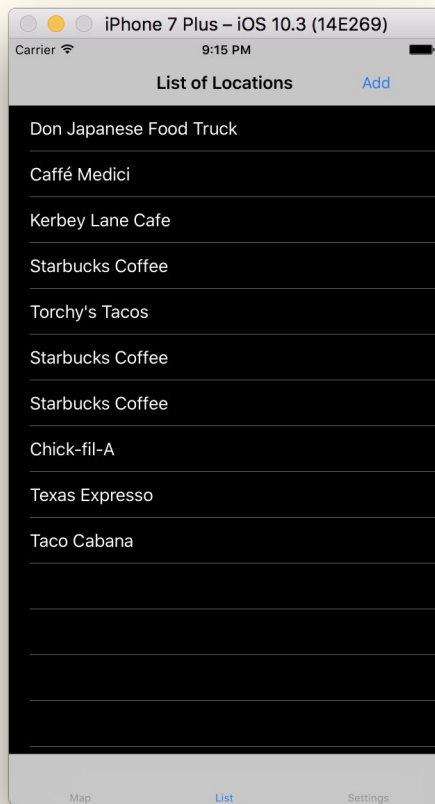 iPhone 7 Plus – iOS 10.3 (14E269)
Carrier 9:15 PM
List of Locations Add
Don Japanese Food Truck
Caffé Medici
Kerbey Lane Cafe
Starbucks Coffee
Torchy's Tacos
Starbucks Coffee
Starbucks Coffee
Chick-fil-A
Texas Expresso
Taco Cabana
Map List Settings